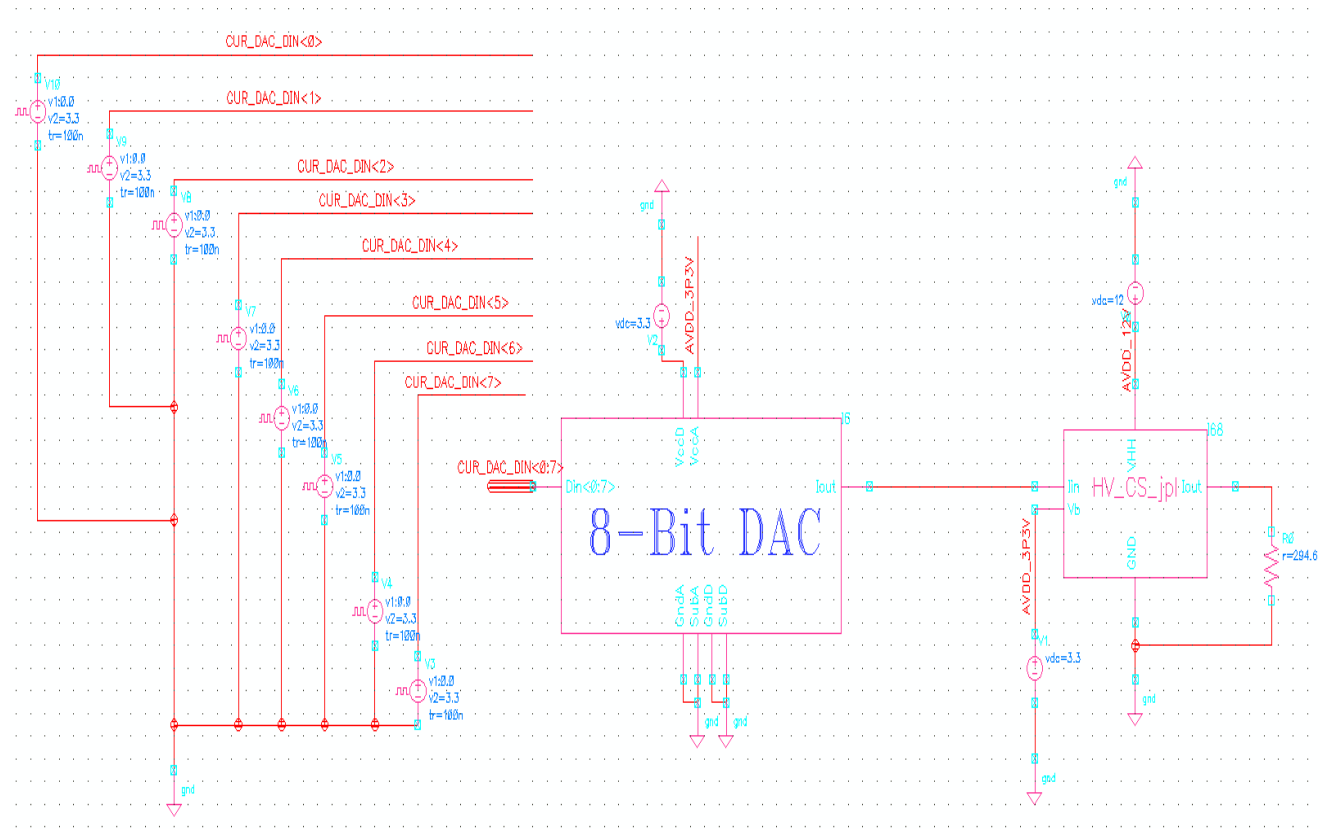 CUR_DAC_DIN<0>
V10
v1:0.0
v2=3.3
tr=100n
CUR_DAC_DIN<1>
V9
v1:0.0
v2=3.3
tr=100n
CUR_DAC_DIN<2>
V8
v1:0.0
v2=3.3
tr=100n
CUR_DAC_DIN<3>
V7
v1:0.0
v2=3.3
tr=100n
CUR_DAC_DIN<4>
V6
v1:0.0
v2=3.3
tr=100n
CUR_DAC_DIN<5>
V5
v1:0.0
v2=3.3
tr=100n
CUR_DAC_DIN<6>
V4
v1:0.0
v2=3.3
tr=100n
CUR_DAC_DIN<7>
V3
v1:0.0
v2=3.3
tr=100n
gnd
CUR_DAC_DIN<0:7>
gnd
vdc=3.3
V2
AVDD_3P3V
I6
VccD
VccA
Din<0:7>
Iout
8-Bit DAC
GndA
SubA
GndD
SubD
gnd
gnd
gnd
vdc=12
AVDD_12V
I68
VHH
Iin
HV_CS_jpl
Iout
Vb
GND
AVDD_3P3V
V1
vdc=3.3
gnd
gnd
R0
r=294.6